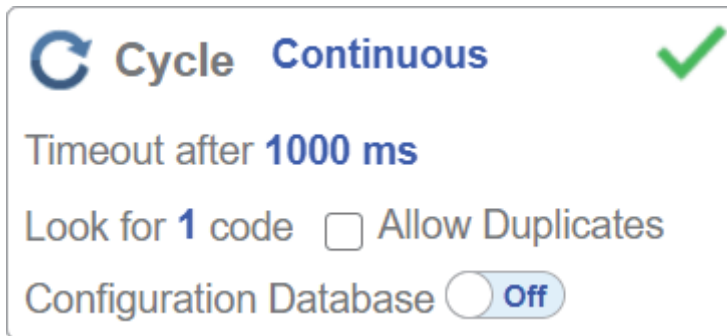 Cycle Continuous
Timeout after 1000 ms
Look for 1 code Allow Duplicates
Configuration Database Off